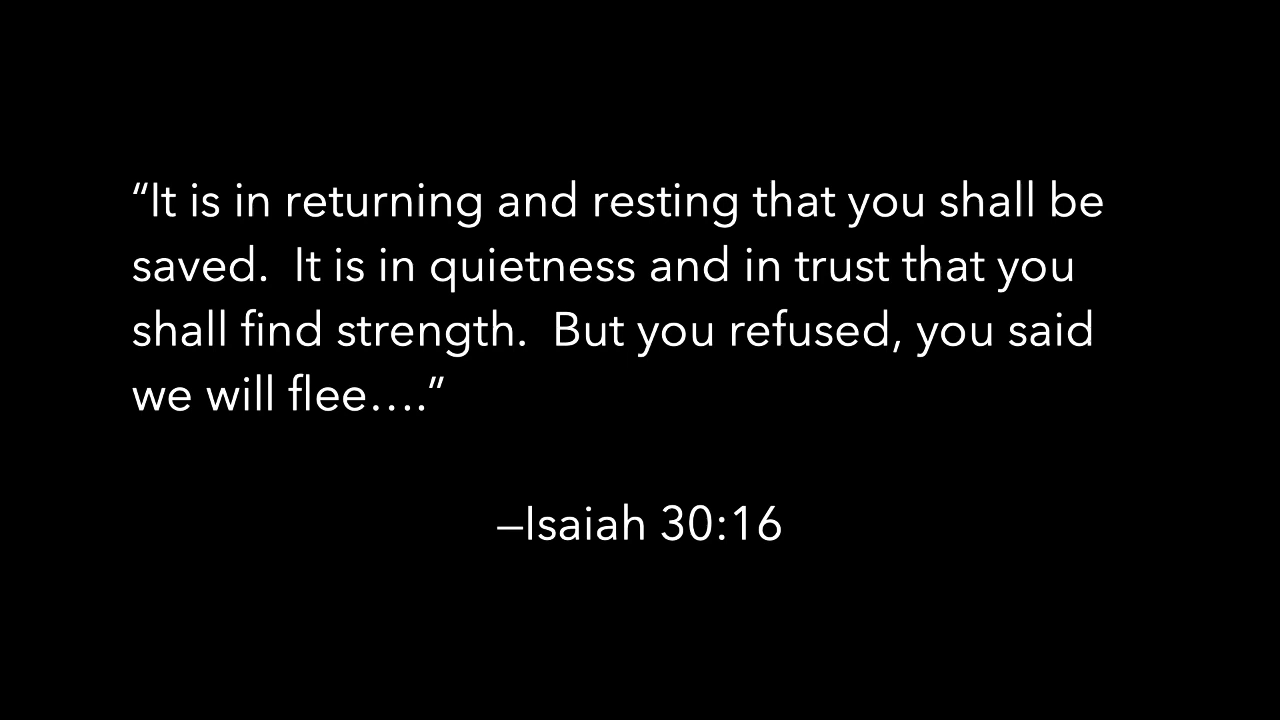 “It is in returning and resting that you shall be
saved.  It is in quietness and in trust that you
shall find strength.  But you refused, you said
we will flee….”
–Isaiah 30:16